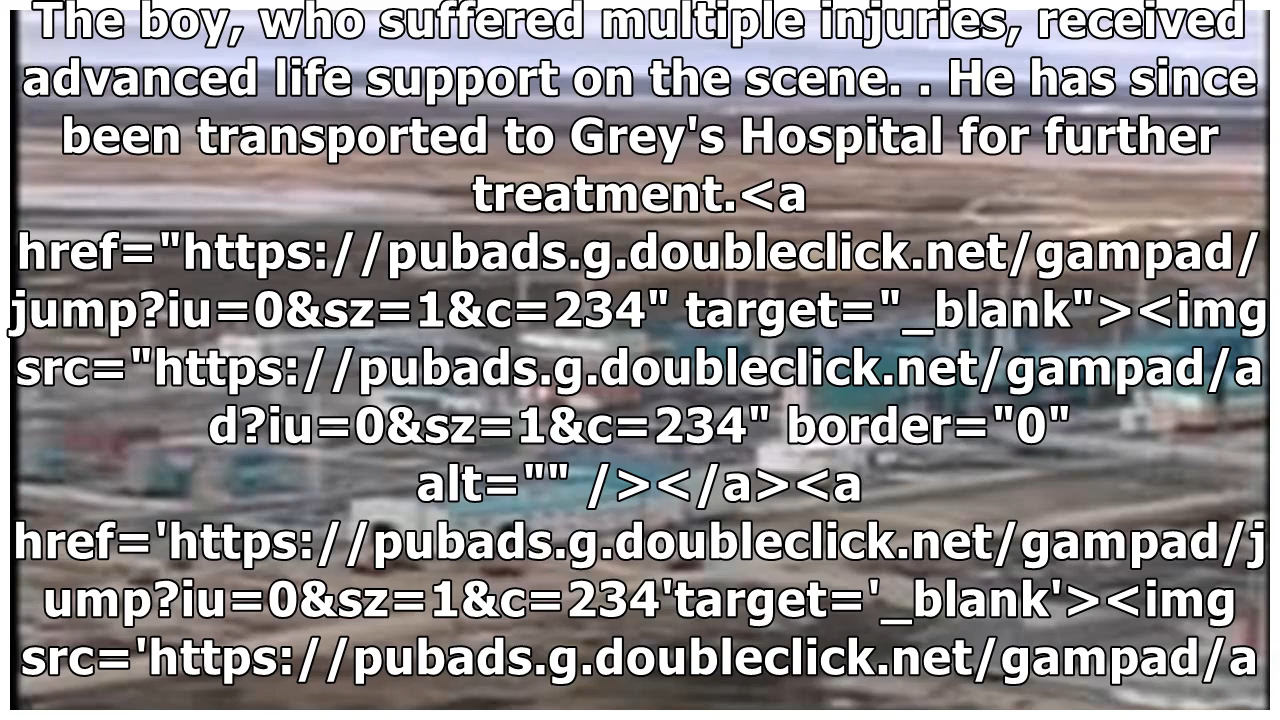 The boy, who suffered multiple injuries, received
advanced life support on the scene. . He has since
been transported to Grey's Hospital for further
treatment.<a
href="https://pubads.g.doubleclick.net/gampad/
jump?iu=0&sz=1&c=234" target="_blank"><img
src="https://pubads.g.doubleclick.net/gampad/a
d?iu=0&sz=1&c=234" border="0"
alt="" /></a><a
href='https://pubads.g.doubleclick.net/gampad/j
ump?iu=0&sz=1&c=234'target='_blank'><img
src='https://pubads.g.doubleclick.net/gampad/a